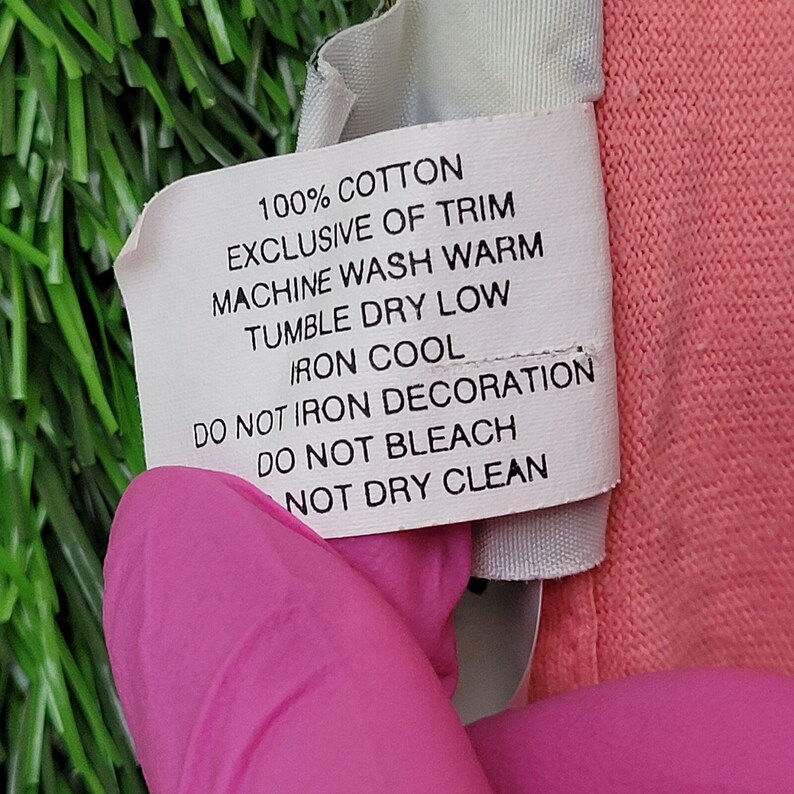 100% COTTON
EXCLUSIVE OF TRIM
MACHINE WASH WARM
TUMBLE DRY LOW
IRON COOL
DO NOT IRON DECORATION
DO NOT BLEACH
NOT DRY CLEAN